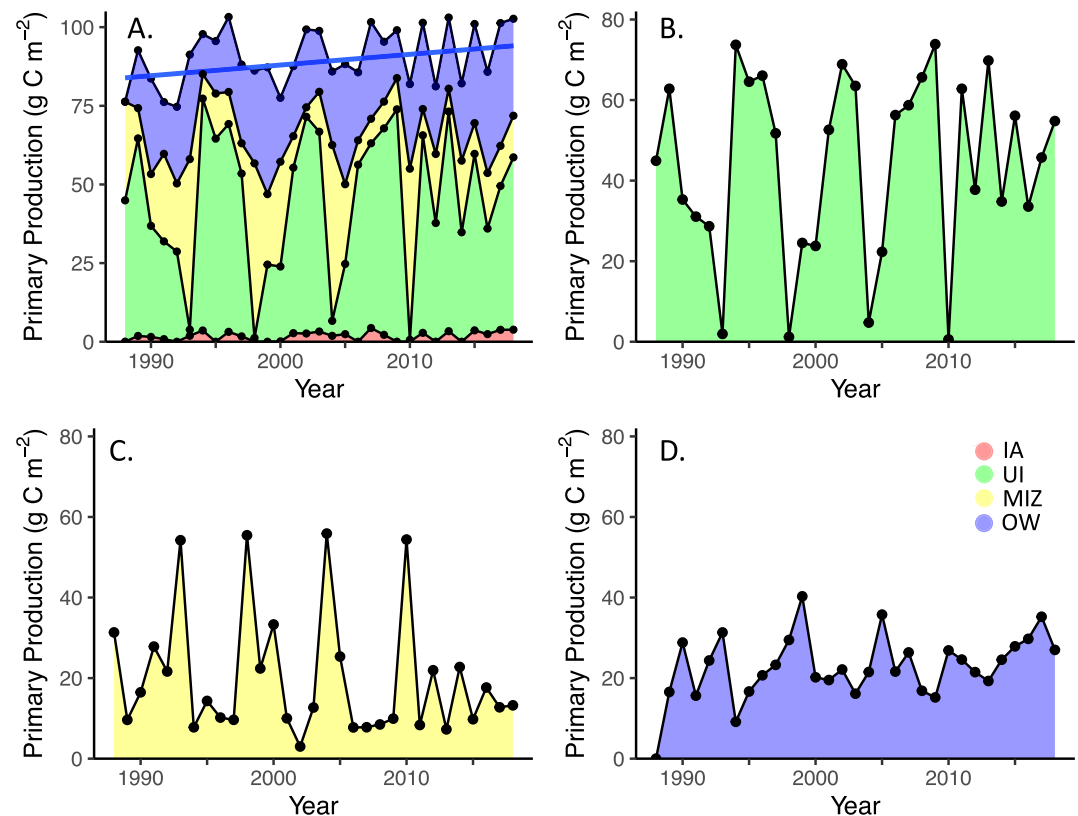 A.
Primary Production (g C m⁻²)
100
75
50
25
0
1990
2000
2010
Year
B.
Primary Production (g C m⁻²)
80
60
40
20
0
1990
2000
2010
Year
C.
Primary Production (g C m⁻²)
80
60
40
20
0
1990
2000
2010
Year
D.
Primary Production (g C m⁻²)
80
60
40
20
0
1990
2000
2010
Year
IA
UI
MIZ
OW